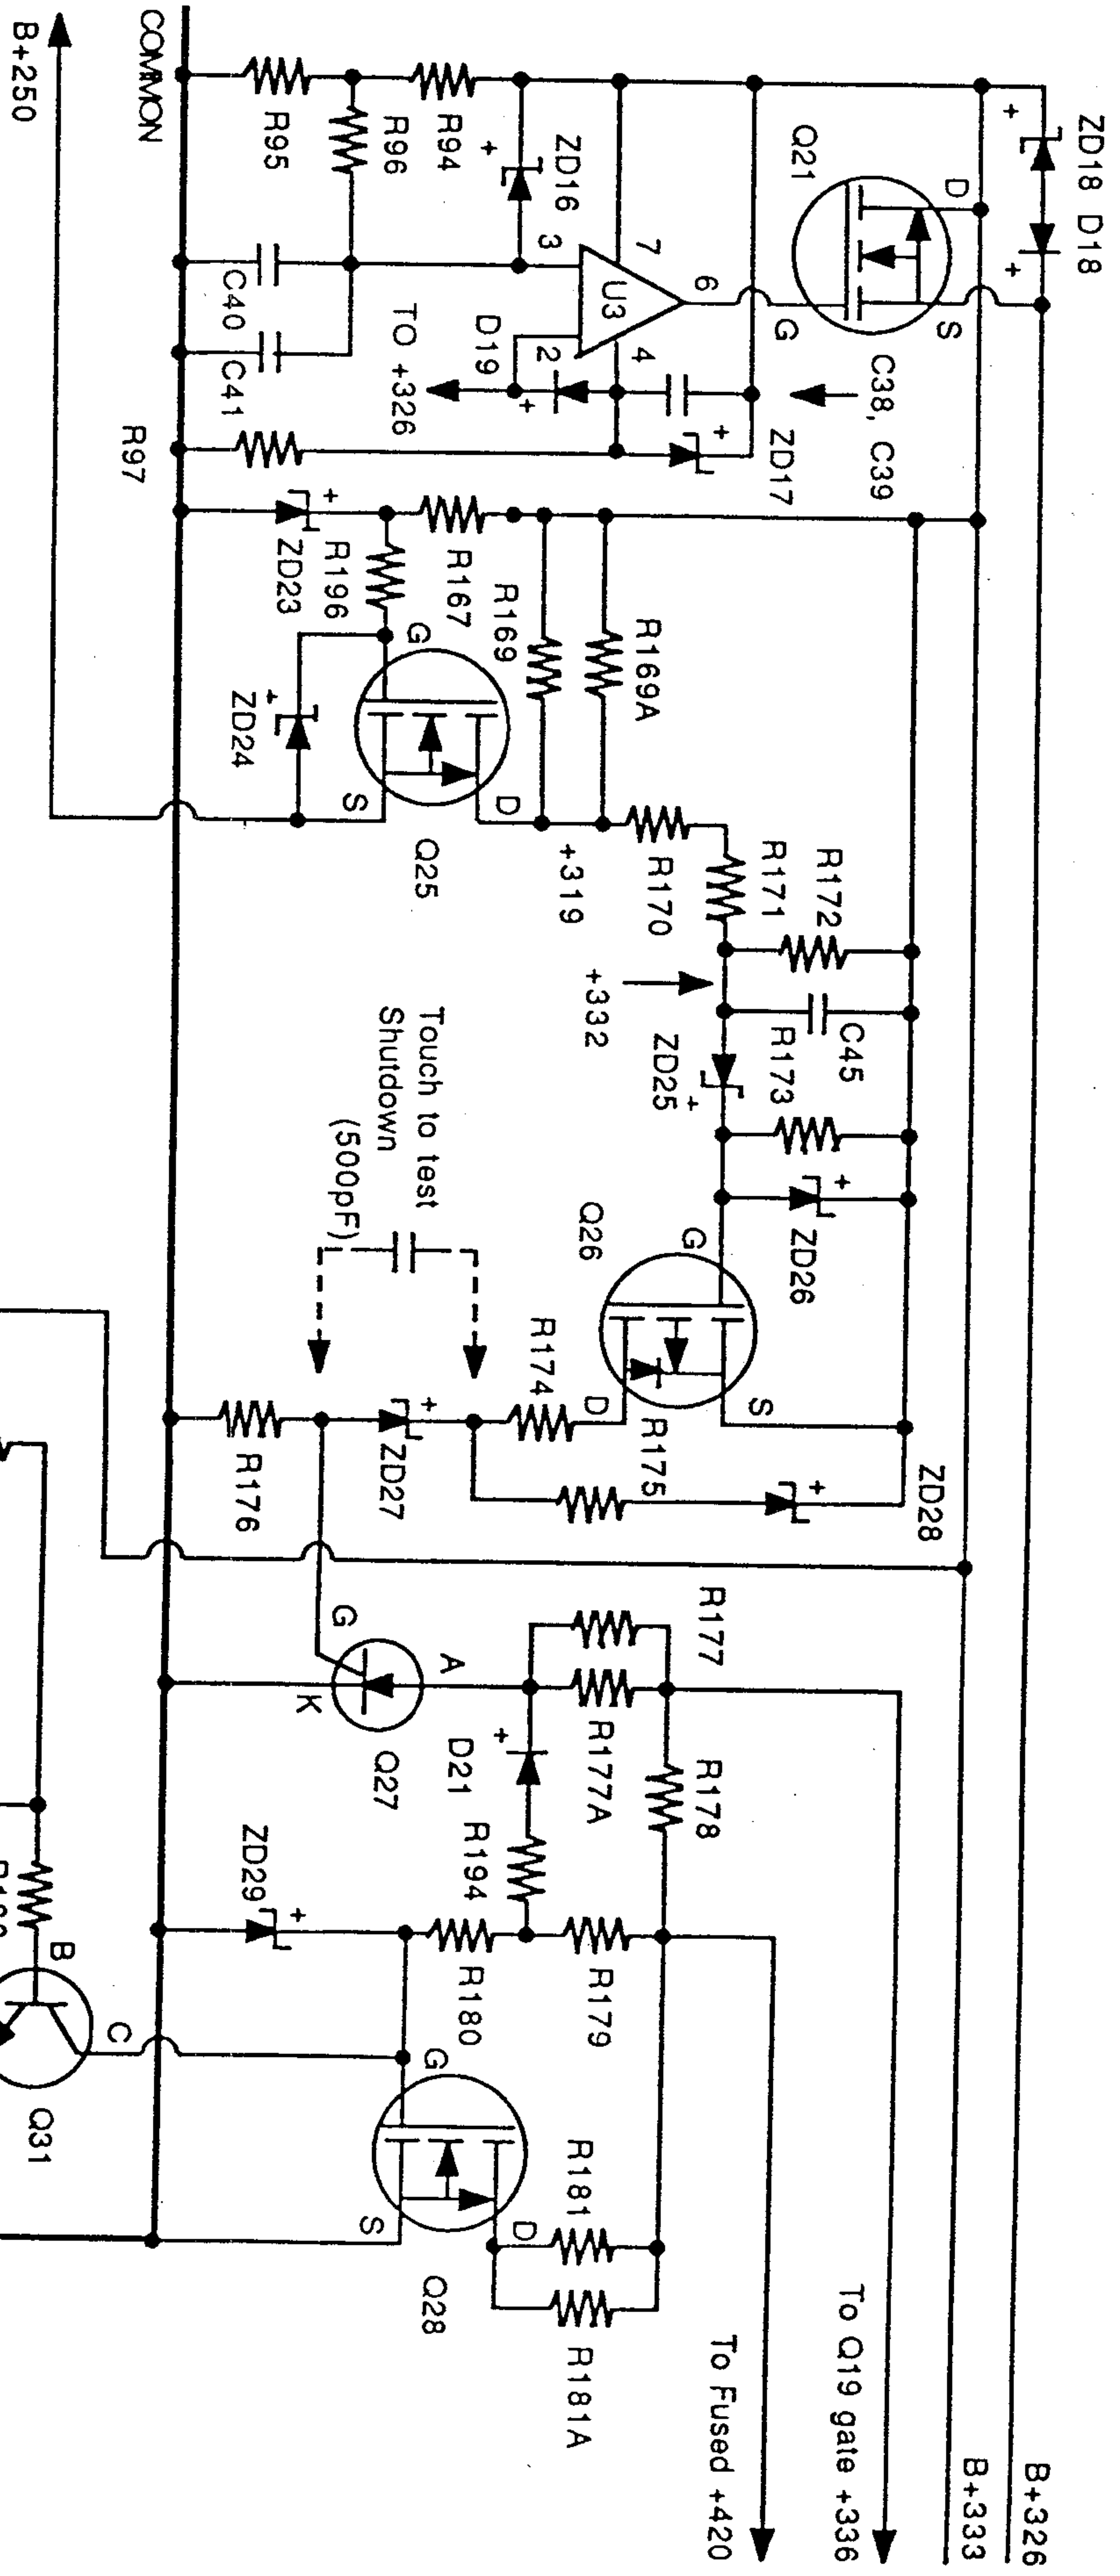 ZD18 D18
B+326
B+333
Q21
D
S
G
C38, C39
ZD17
To Q19 gate +336
To Fused +420
ZD16
7
6
U3
3
4
2
R94
R96
R95
D19
TO +326
C40
C41
R97
COMMON
B+250
R169A
R169
R167
R196
ZD23
G
ZD24
S
D
Q25
+319
R170
R171
R172
+332
C45
R173
ZD25
ZD26
Q26
G
D
S
R174
R175
ZD28
Touch to test
Shutdown
(500pF)
ZD27
R176
R177
R177A
R178
G
A
K
Q27
D21
R194
R179
R180
ZD29
R181
R181A
G
D
S
Q28
B
C
Q31